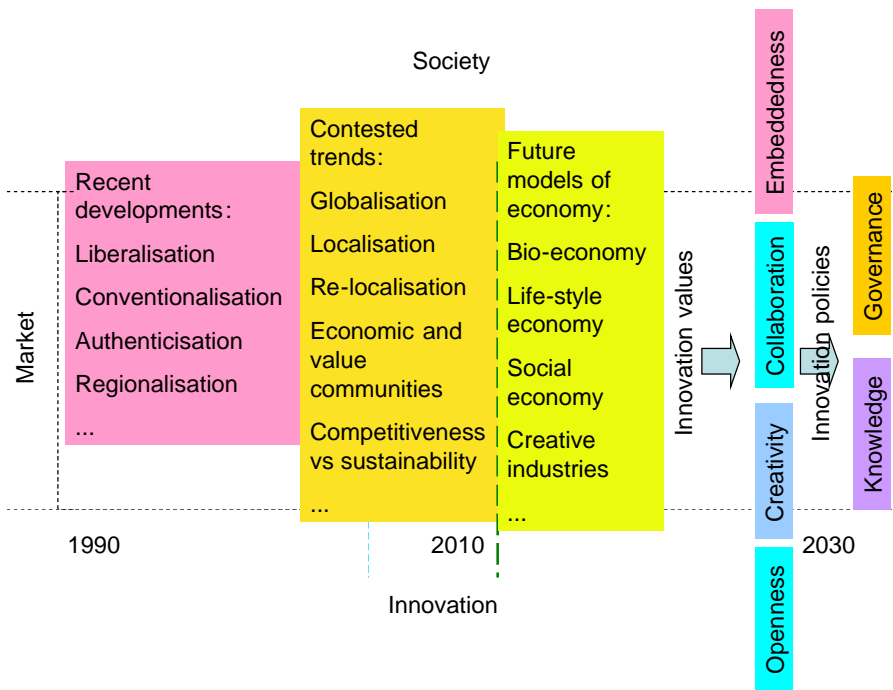 Society
Market
Recent
developments:
Liberalisation
Conventionalisation
Authenticisation
Regionalisation
...
Contested
trends:
Globalisation
Localisation
Re-localisation
Economic and
value
communities
Competitiveness
vs sustainability
...
Future
models of
economy:
Bio-economy
Life-style
economy
Social
economy
Creative
industries
...
Innovation values
Embeddedness
Collaboration
Creativity
Openness
Innovation policies
Governance
Knowledge
1990
2010
2030
Innovation